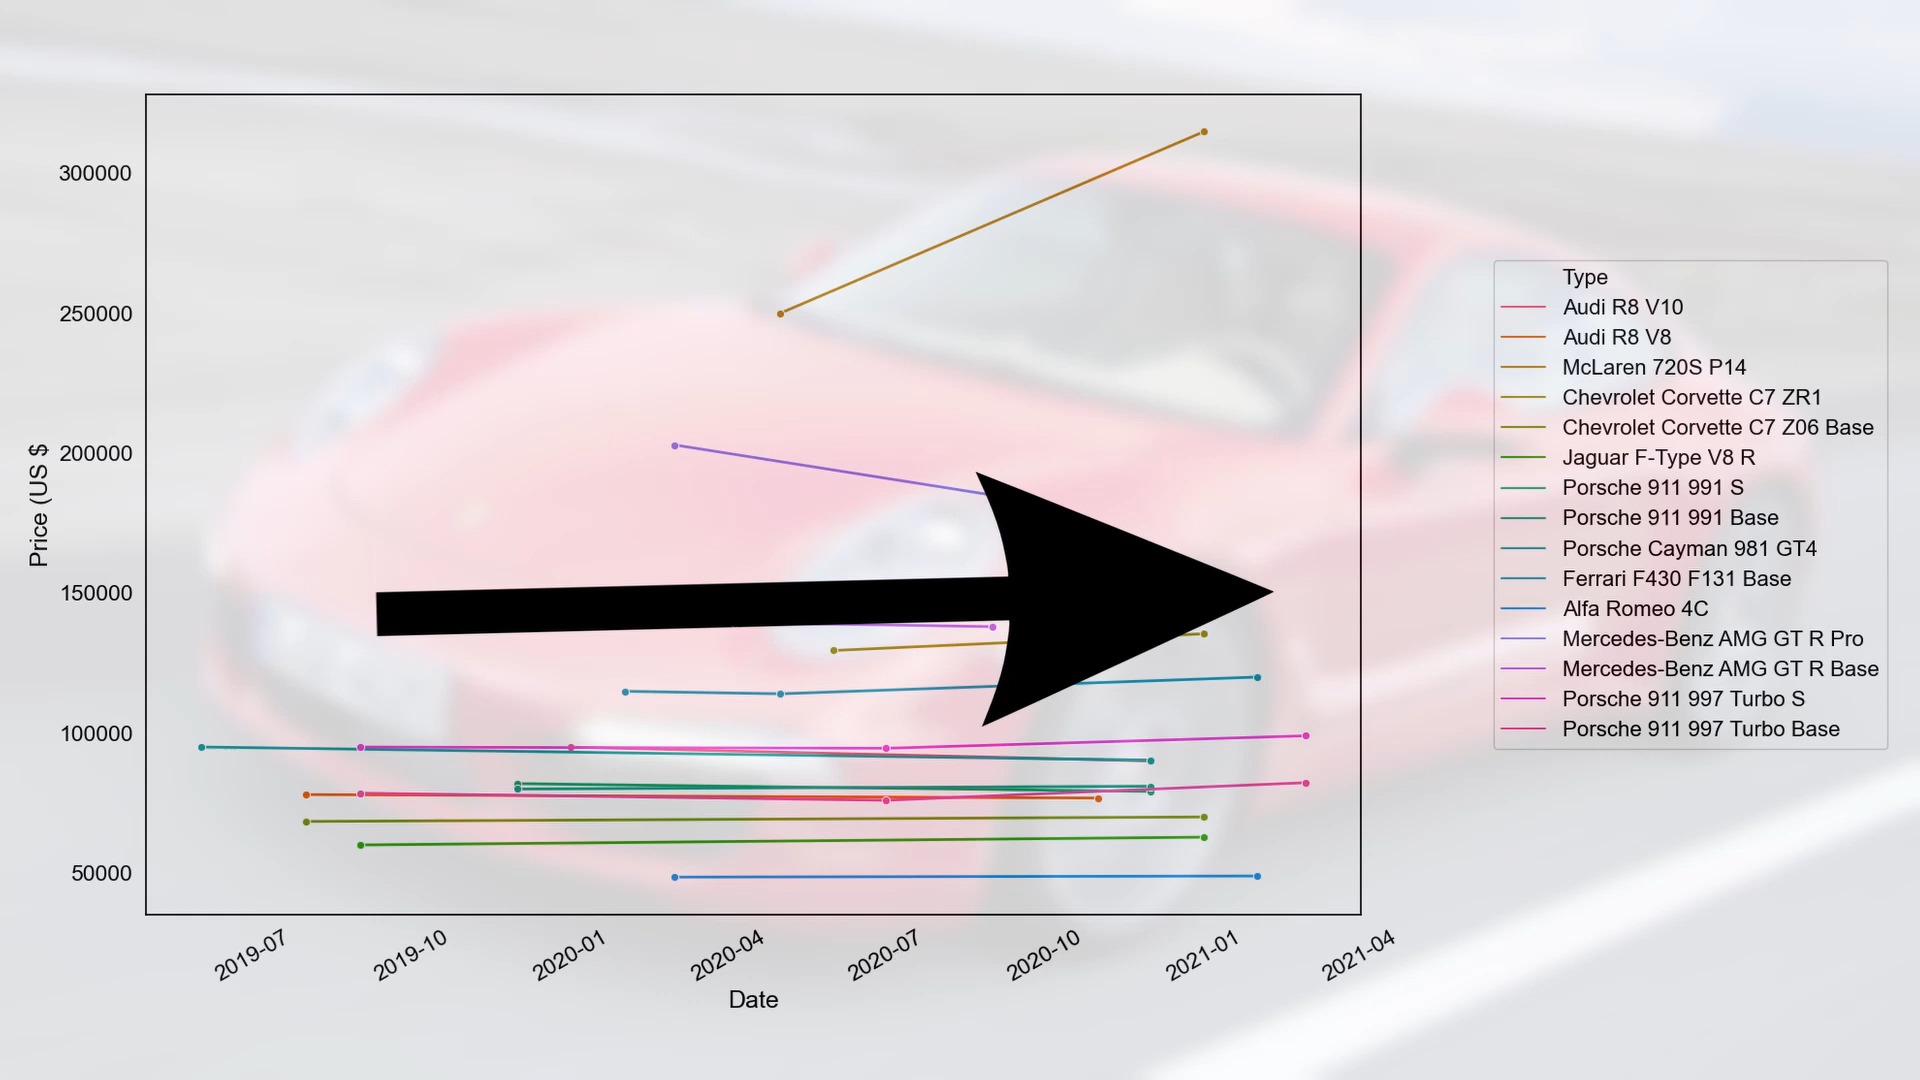 300000
250000
200000
150000
100000
50000
Price (US $
2019-07
2019-10
2020-01
2020-04
2020-07
2020-10
2021-01
2021-04
Date
Type
Audi R8 V10
Audi R8 V8
McLaren 720S P14
Chevrolet Corvette C7 ZR1
Chevrolet Corvette C7 Z06 Base
Jaguar F-Type V8 R
Porsche 911 991 S
Porsche 911 991 Base
Porsche Cayman 981 GT4
Ferrari F430 F131 Base
Alfa Romeo 4C
Mercedes-Benz AMG GT R Pro
Mercedes-Benz AMG GT R Base
Porsche 911 997 Turbo S
Porsche 911 997 Turbo Base